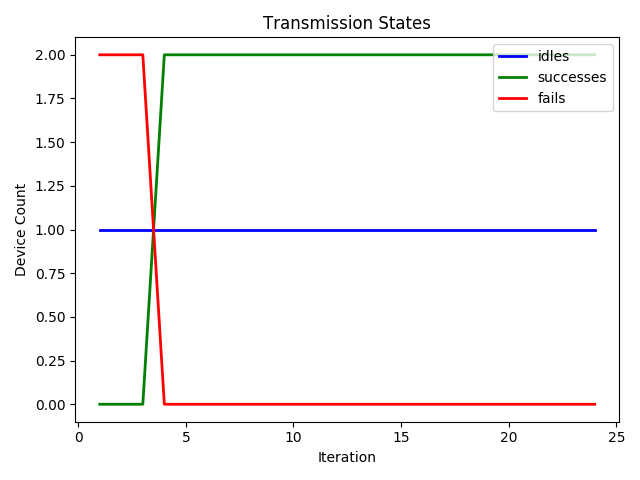 Transmission States
idles
successes
fails
2.00
1.75
1.50
1.25
1.00
0.75
0.50
0.25
0.00
Device Count
0 5 10 15 20 25
Iteration